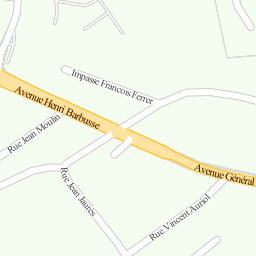 Impasse Francois Ferrer
Avenue Henri Barbusse
Rue Jean Moulin
Avenue Général
Rue Jean Jaurès
Rue Vincent Auriol